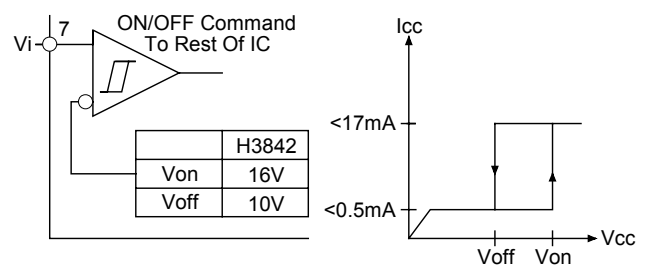 7
ON/OFF Command
To Rest Of IC
Vi
H3842
Von 16V
Voff 10V
Icc
<17mA
<0.5mA
Vcc
Voff Von